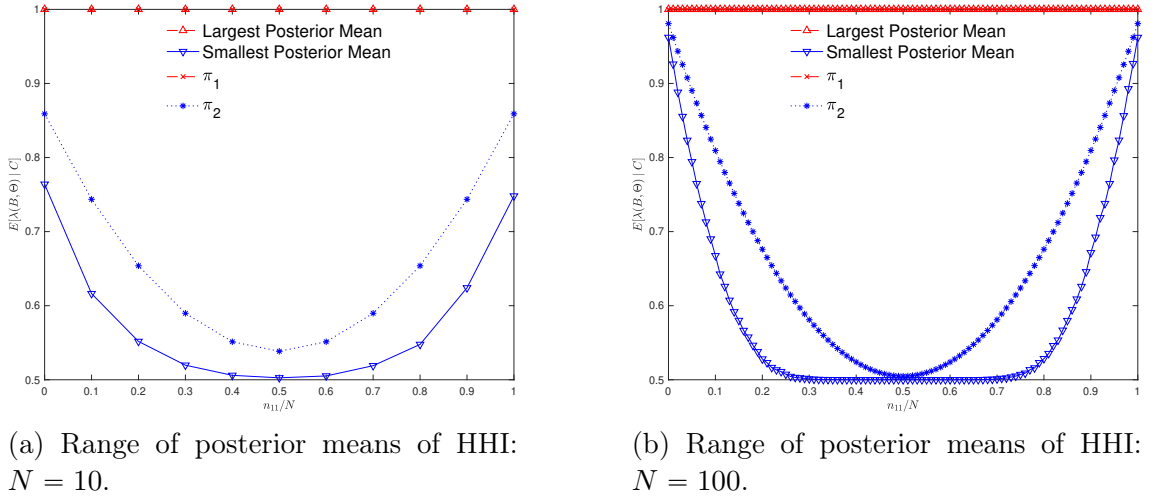 1
0.9
0.8
0.7
0.6
0.5
E[λ(B,Θ) | C]
Largest Posterior Mean
Smallest Posterior Mean
π1
π2
0 0.1 0.2 0.3 0.4 0.5 0.6 0.7 0.8 0.9 1
n11/N
(a) Range of posterior means of HHI:
N = 10.
1
0.9
0.8
0.7
0.6
0.5
E[λ(B,Θ) | C]
Largest Posterior Mean
Smallest Posterior Mean
π1
π2
0 0.1 0.2 0.3 0.4 0.5 0.6 0.7 0.8 0.9 1
n11/N
(b) Range of posterior means of HHI:
N = 100.